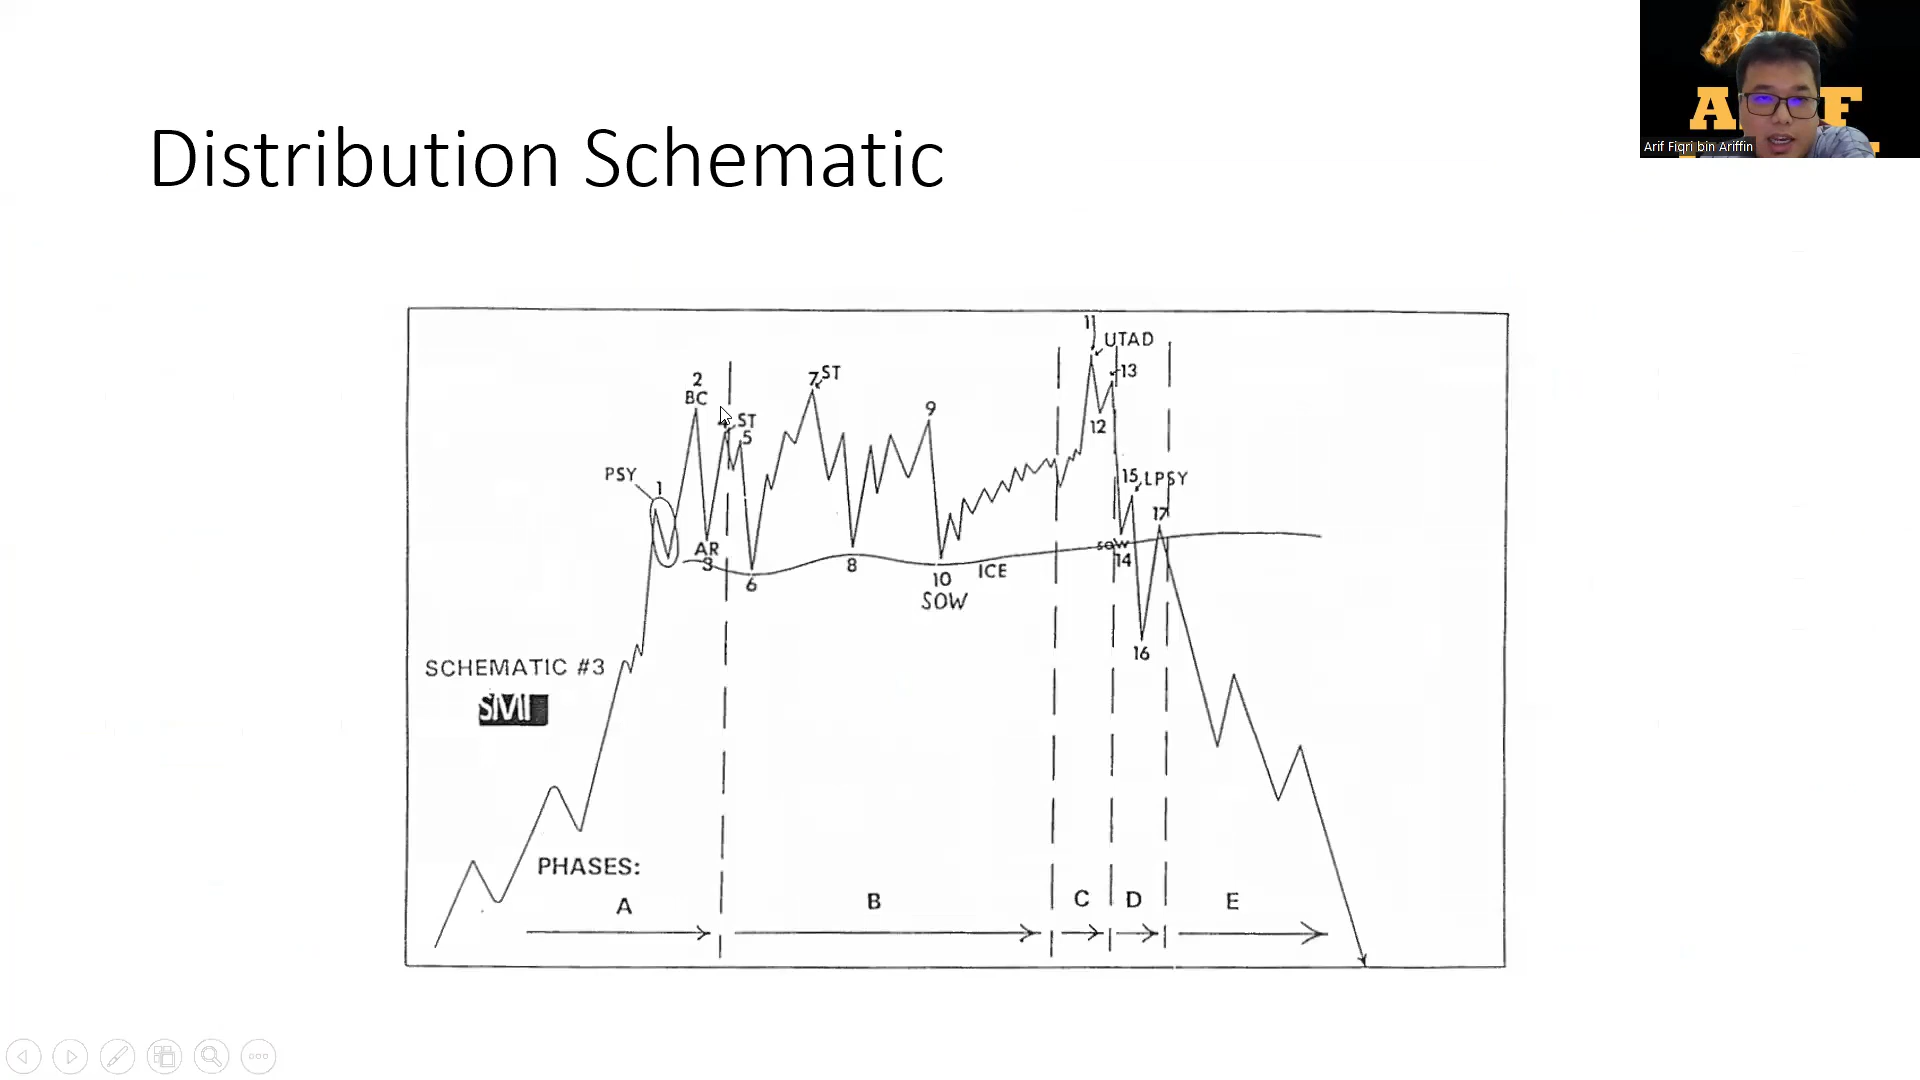 Distribution Schematic
Arif Fiqri bin Ariffin
11
UTAD
13
12
2
BC
7 ST
4 ST
5
9
PSY
1
15 LPSY
17
AR
3
6
8
10
SOW
ICE
SOW
14
16
SCHEMATIC #3
SMI
PHASES:
A
B
C
D
E